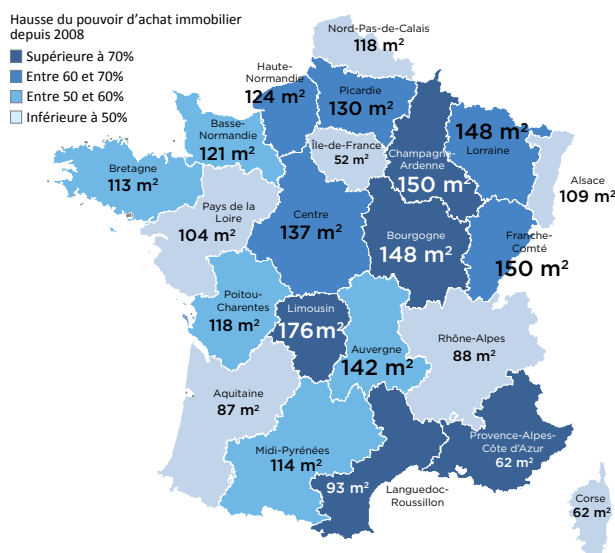 Hausse du pouvoir d'achat immobilier
depuis 2008
Supérieure à 70%
Entre 60 et 70%
Entre 50 et 60%
Inférieure à 50%
Nord-Pas-de-Calais
118 m²
Haute-
Normandie
124 m²
Picardie
130 m²
Basse-
Normandie
121 m²
Île-de-France
52 m²
Champagne-
Ardenne
150 m²
148 m²
Lorraine
Alsace
109 m²
Bretagne
113 m²
Pays de la
Loire
104 m²
Centre
137 m²
Bourgogne
148 m²
Franche-
Comté
150 m²
Poitou-
Charentes
118 m²
Limousin
176 m²
Auvergne
142 m²
Rhône-Alpes
88 m²
Aquitaine
87 m²
Midi-Pyrénées
114 m²
93 m²
Languedoc-
Roussillon
Provence-Alpes-
Côte d'Azur
62 m²
Corse
62 m²